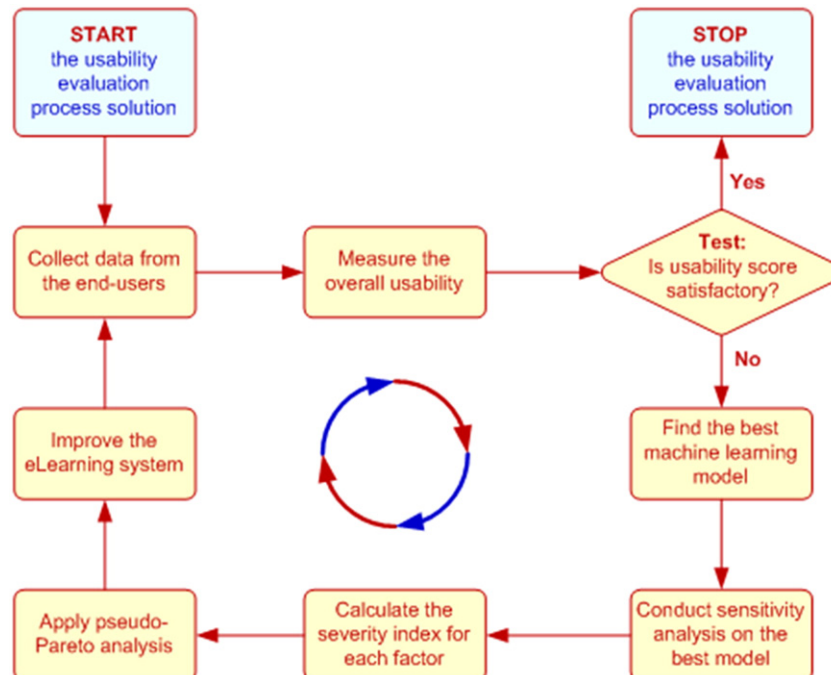 START
the usability
evaluation
process solution
STOP
the usability
evaluation
process solution
Yes
Collect data from
the end-users
Measure the
overall usability
Test:
Is usability score
satisfactory?
No
Improve the
eLearning system
Find the best
machine learning
model
Apply pseudo-
Pareto analysis
Calculate the
severity index for
each factor
Conduct sensitivity
analysis on the
best model